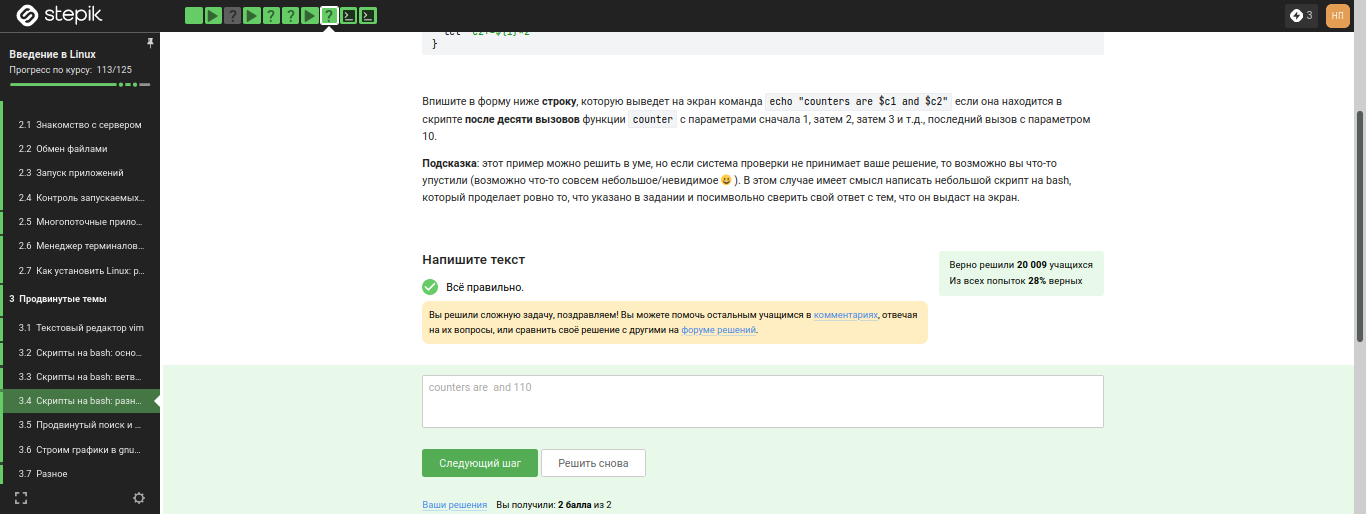 stepik
3
НП
Введение в Linux
Прогресс по курсу: 113/125
2.1 Знакомство с сервером
2.2 Обмен файлами
2.3 Запуск приложений
2.4 Контроль запускаемых...
2.5 Многопоточные прило...
2.6 Менеджер терминалов...
2.7 Как установить Linux: р...
3 Продвинутые темы
3.1 Текстовый редактор vim
3.2 Скрипты на bash: осно...
3.3 Скрипты на bash: ветв...
3.4 Скрипты на bash: разн...
3.5 Продвинутый поиск и ...
3.6 Строим графики в gnu...
3.7 Разное
}
Впишите в форму ниже строку, которую выведет на экран команда echo "counters are $c1 and $c2" если она находится в
скрипте после десяти вызовов функции counter с параметрами сначала 1, затем 2, затем 3 и т.д., последний вызов с параметром
10.
Подсказка: этот пример можно решить в уме, но если система проверки не принимает ваше решение, то возможно вы что-то
упустили (возможно что-то совсем небольшое/невидимое 😀 ). В этом случае имеет смысл написать небольшой скрипт на bash,
который проделает ровно то, что указано в задании и посимвольно сверить свой ответ с тем, что он выдаст на экран.
Напишите текст
Верно решили 20 009 учащихся
Из всех попыток 28% верных
Всё правильно.
Вы решили сложную задачу, поздравляем! Вы можете помочь остальным учащимся в комментариях, отвечая
на их вопросы, или сравнить своё решение с другими на форуме решений.
counters are  and 110
Следующий шаг
Решить снова
Ваши решения
Вы получили: 2 балла из 2